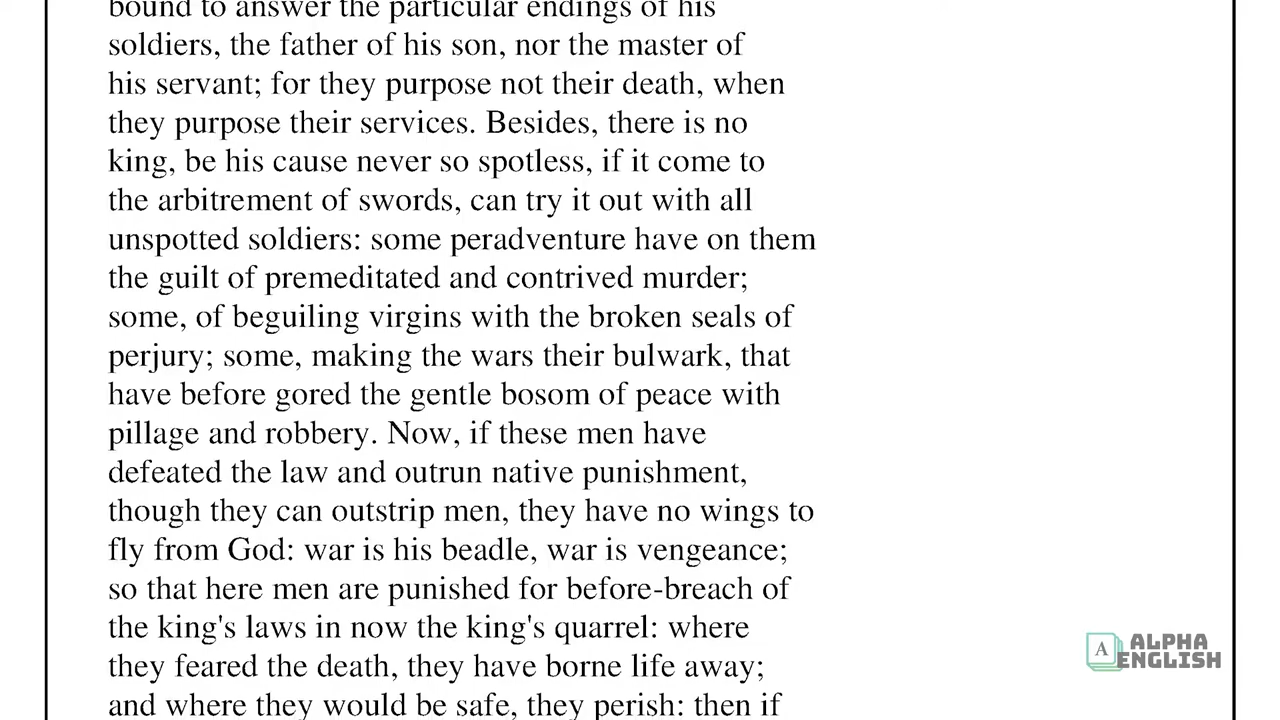 bound to answer the particular endings of his
soldiers, the father of his son, nor the master of
his servant; for they purpose not their death, when
they purpose their services. Besides, there is no
king, be his cause never so spotless, if it come to
the arbitrement of swords, can try it out with all
unspotted soldiers: some peradventure have on them
the guilt of premeditated and contrived murder;
some, of beguiling virgins with the broken seals of
perjury; some, making the wars their bulwark, that
have before gored the gentle bosom of peace with
pillage and robbery. Now, if these men have
defeated the law and outrun native punishment,
though they can outstrip men, they have no wings to
fly from God: war is his beadle, war is vengeance;
so that here men are punished for before-breach of
the king's laws in now the king's quarrel: where
they feared the death, they have borne life away;
and where they would be safe, they perish: then if
A
ALPHA
ENGLISH